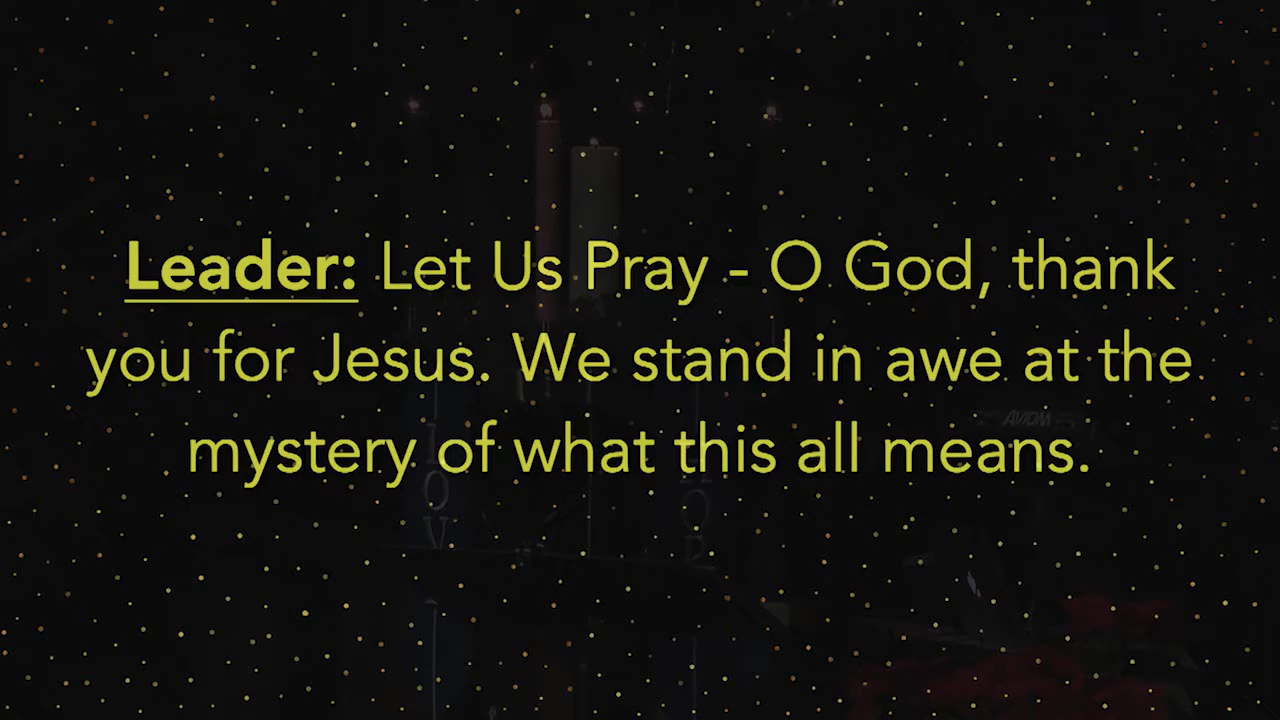 Leader: Let Us Pray - O God, thank
you for Jesus. We stand in awe at the
mystery of what this all means.
AVIOM